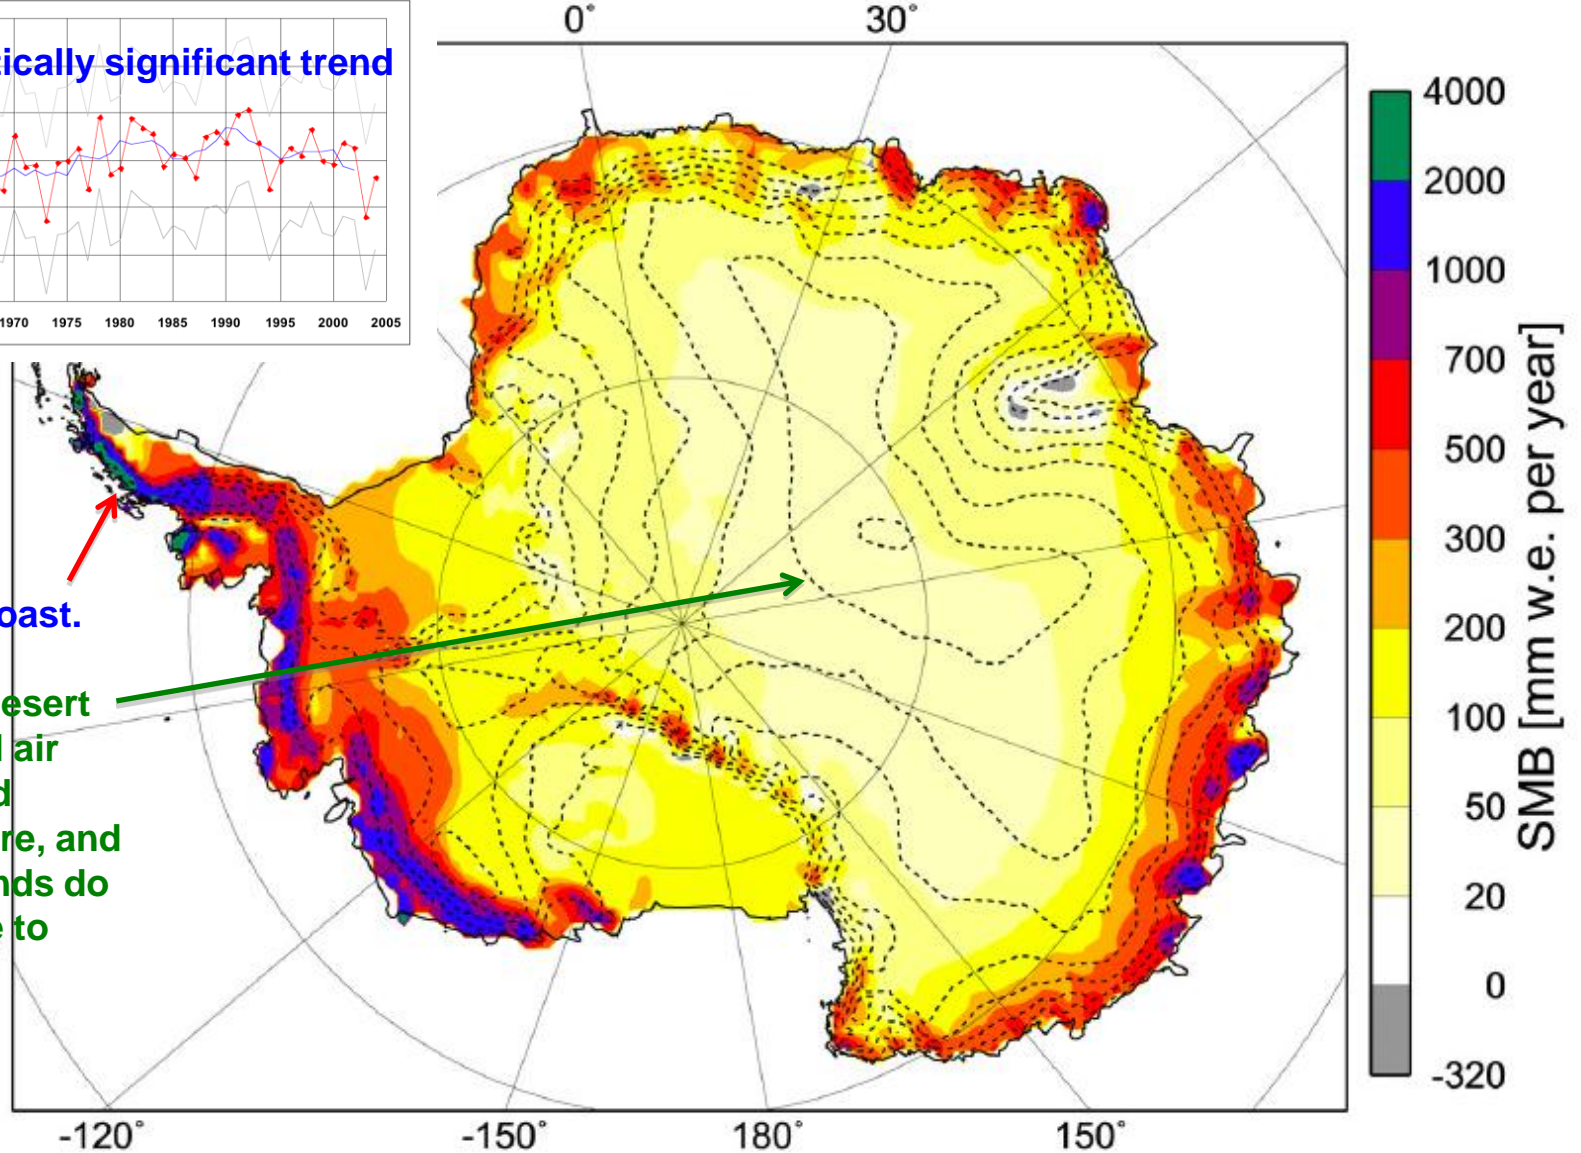 tically significant trend
1970 1975 1980 1985 1990 1995 2000 2005
0° 30°
4000
2000
1000
700
500
300
200
100
50
20
0
-320
SMB [mm w.e. per year]
oast.
esert
l air
d
re, and
nds do
e to
-120° -150° 180° 150°